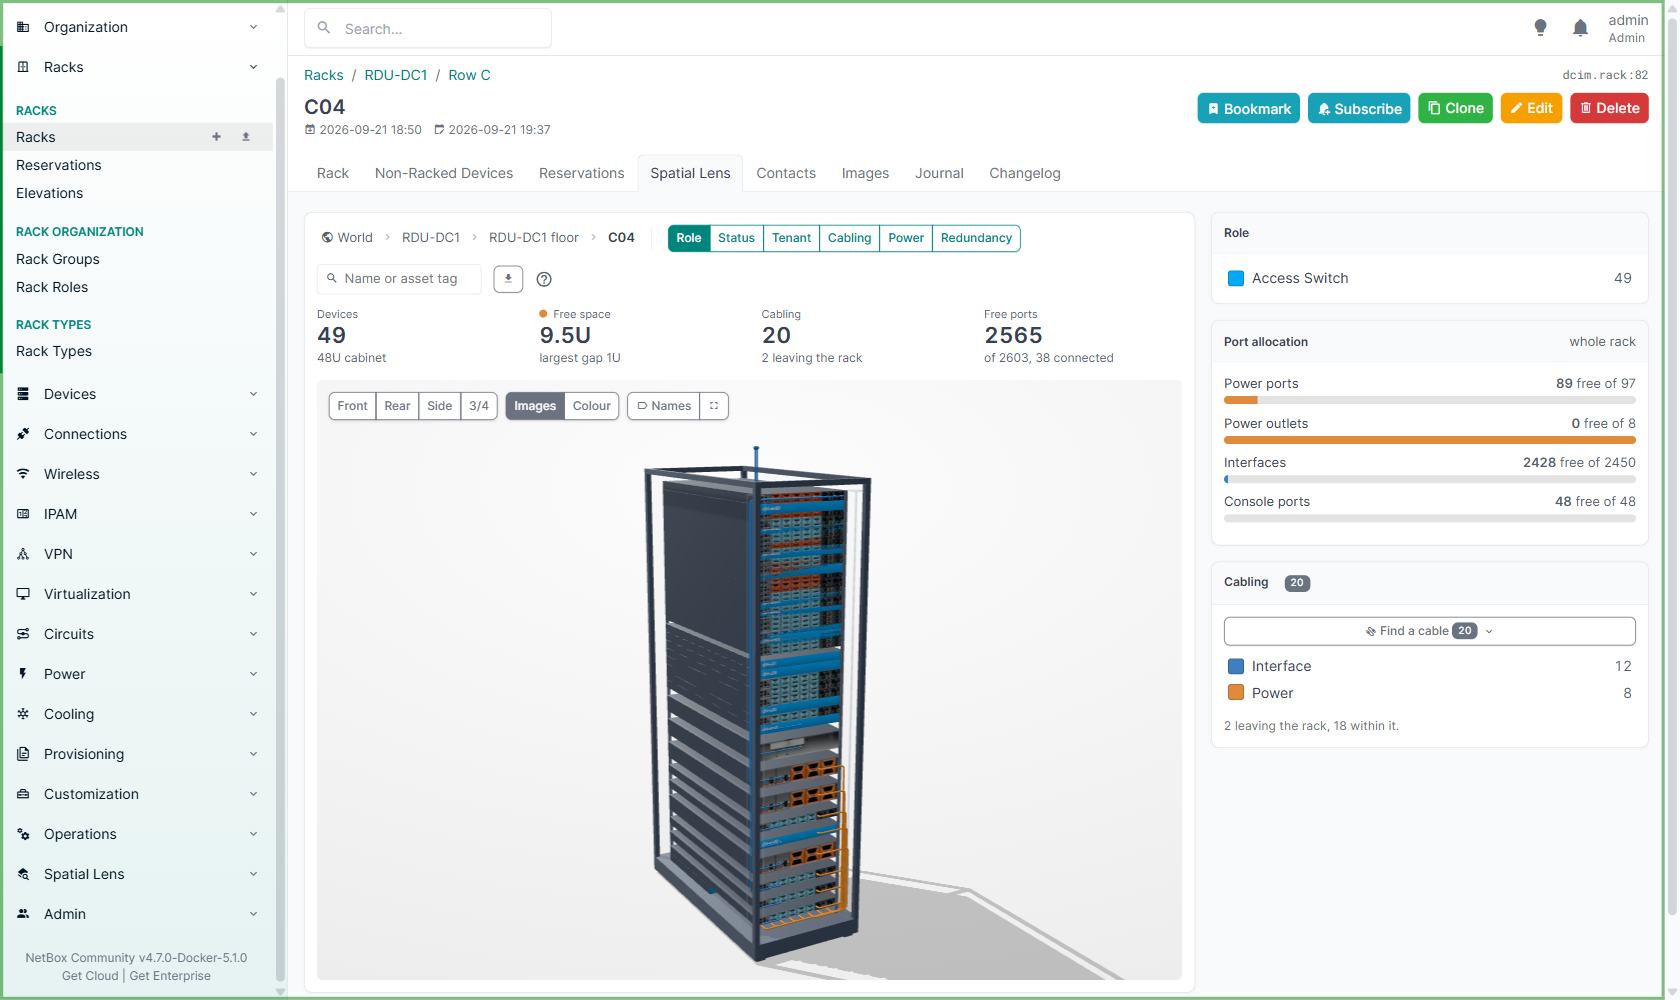 Organization
Racks
RACKS
Racks
Reservations
Elevations
RACK ORGANIZATION
Rack Groups
Rack Roles
RACK TYPES
Rack Types
Devices
Connections
Wireless
IPAM
VPN
Virtualization
Circuits
Power
Cooling
Provisioning
Customization
Operations
Spatial Lens
Admin
NetBox Community v4.7.0-Docker-5.1.0
Get Cloud | Get Enterprise
Search...
admin
Admin
Racks / RDU-DC1 / Row C
dcim.rack:82
C04
2026-09-21 18:50 2026-09-21 19:37
Bookmark Subscribe Clone Edit Delete
Rack Non-Racked Devices Reservations Spatial Lens Contacts Images Journal Changelog
World > RDU-DC1 > RDU-DC1 floor > C04
Role Status Tenant Cabling Power Redundancy
Name or asset tag
Devices
49
48U cabinet
Free space
9.5U
largest gap 1U
Cabling
20
2 leaving the rack
Free ports
2565
of 2603, 38 connected
Front Rear Side 3/4 Images Colour Names
Role
Access Switch 49
Port allocation whole rack
Power ports 89 free of 97
Power outlets 0 free of 8
Interfaces 2428 free of 2450
Console ports 48 free of 48
Cabling 20
Find a cable 20
Interface 12
Power 8
2 leaving the rack, 18 within it.